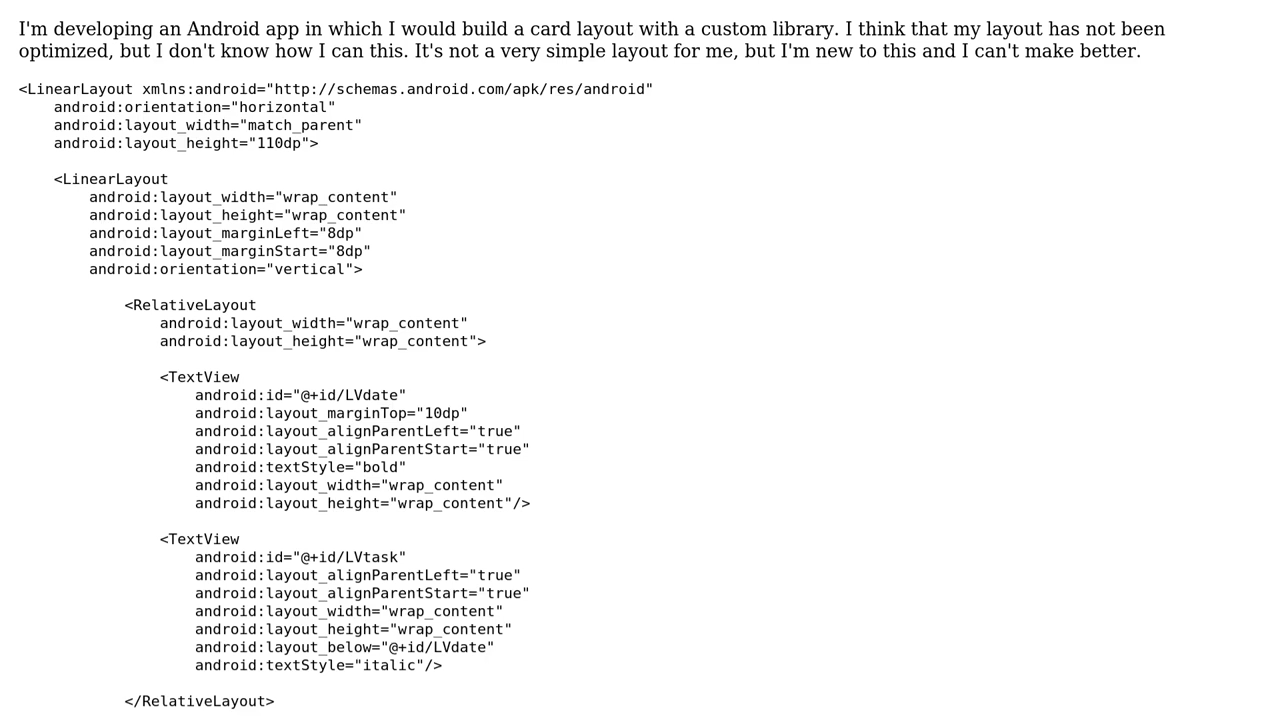 I'm developing an Android app in which I would build a card layout with a custom library. I think that my layout has not been
optimized, but I don't know how I can this. It's not a very simple layout for me, but I'm new to this and I can't make better.
<LinearLayout xmlns:android="http://schemas.android.com/apk/res/android"
    android:orientation="horizontal"
    android:layout_width="match_parent"
    android:layout_height="110dp">
    <LinearLayout
        android:layout_width="wrap_content"
        android:layout_height="wrap_content"
        android:layout_marginLeft="8dp"
        android:layout_marginStart="8dp"
        android:orientation="vertical">
            <RelativeLayout
                android:layout_width="wrap_content"
                android:layout_height="wrap_content">
                <TextView
                    android:id="@+id/LVdate"
                    android:layout_marginTop="10dp"
                    android:layout_alignParentLeft="true"
                    android:layout_alignParentStart="true"
                    android:textStyle="bold"
                    android:layout_width="wrap_content"
                    android:layout_height="wrap_content"/>
                <TextView
                    android:id="@+id/LVtask"
                    android:layout_alignParentLeft="true"
                    android:layout_alignParentStart="true"
                    android:layout_width="wrap_content"
                    android:layout_height="wrap_content"
                    android:layout_below="@+id/LVdate"
                    android:textStyle="italic"/>
            </RelativeLayout>